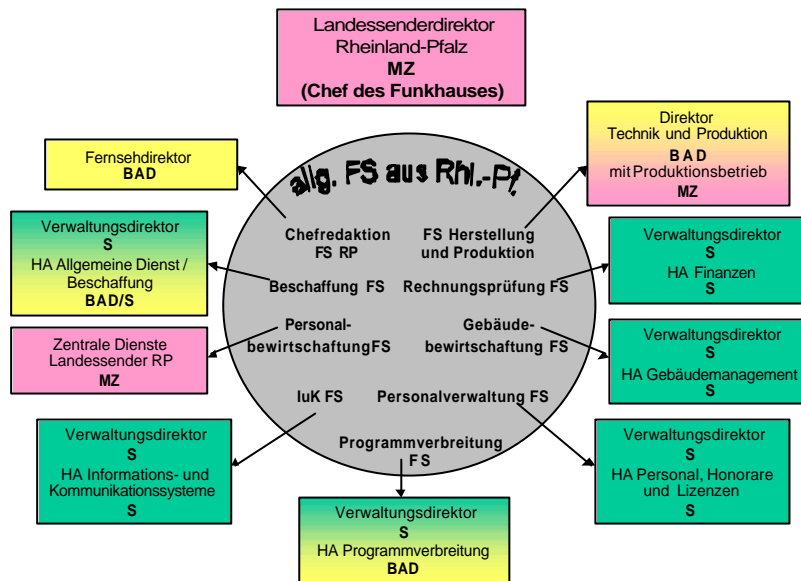 Landessenderdirektor
Rheinland-Pfalz
MZ
(Chef des Funkhauses)
Fernsehdirektor
BAD
Direktor
Technik und Produktion
BAD
mit Produktionsbetrieb
MZ
allg. FS aus Rhl.-Pf.
Chefredaktion
FS RP
FS Herstellung
und Produktion
Verwaltungsdirektor
S
HA Allgemeine Dienst /
Beschaffung
BAD/S
Beschaffung FS
Rechnungsprüfung FS
Verwaltungsdirektor
S
HA Finanzen
S
Zentrale Dienste
Landessender RP
MZ
Personal-
bewirtschaftung FS
Gebäude-
bewirtschaftung FS
Verwaltungsdirektor
S
HA Gebäudemanagement
S
IuK FS
Personalverwaltung FS
Verwaltungsdirektor
S
HA Informations- und
Kommunikationssysteme
S
Programmverbreitung
FS
Verwaltungsdirektor
S
HA Personal, Honorare
und Lizenzen
S
Verwaltungsdirektor
S
HA Programmverbreitung
BAD